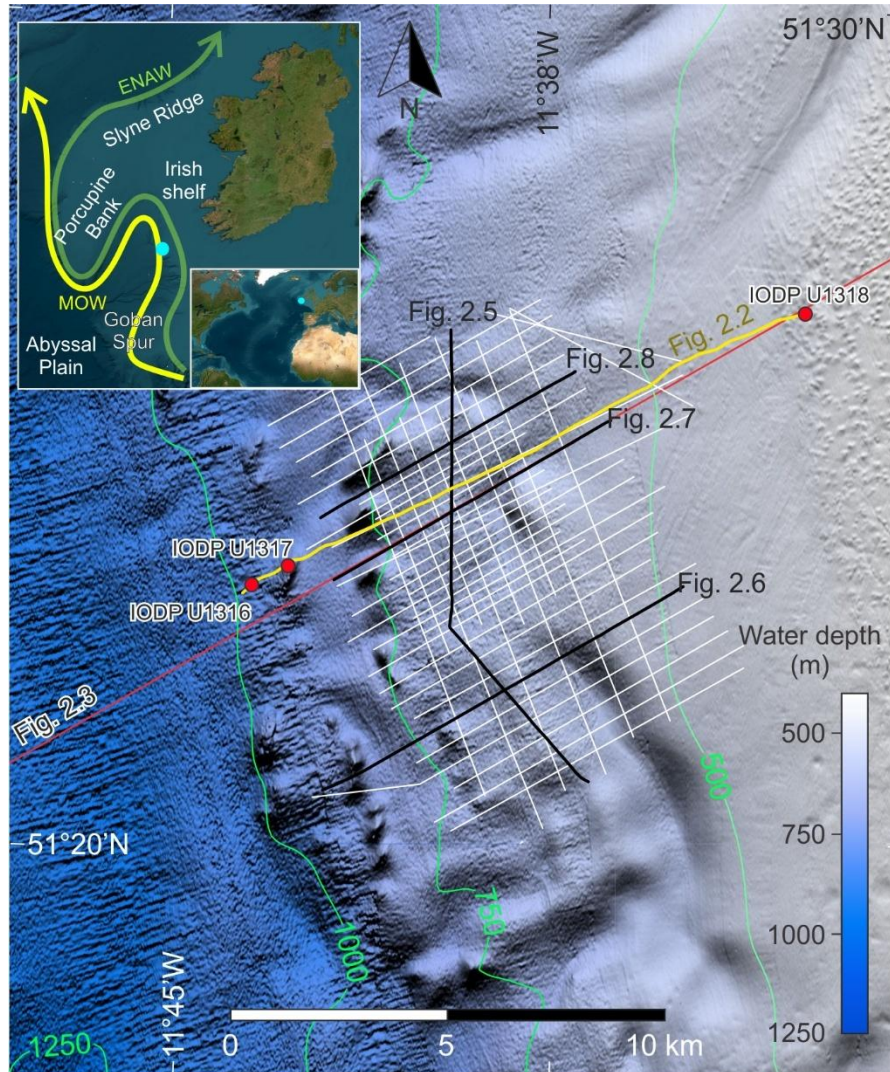 51°30'N
ENAW
Slyne Ridge
Irish
shelf
Porcupine
Bank
MOW
Goban
Spur
Abyssal
Plain
N
11°38'W
IODP U1318
Fig. 2.5
Fig. 2.2
Fig. 2.8
Fig. 2.7
IODP U1317
IODP U1316
Fig. 2.6
Water depth
(m)
Fig. 2.3
500
750
1000
1250
500
51°20'N
750
1000
11°45'W
1250
0
5
10 km